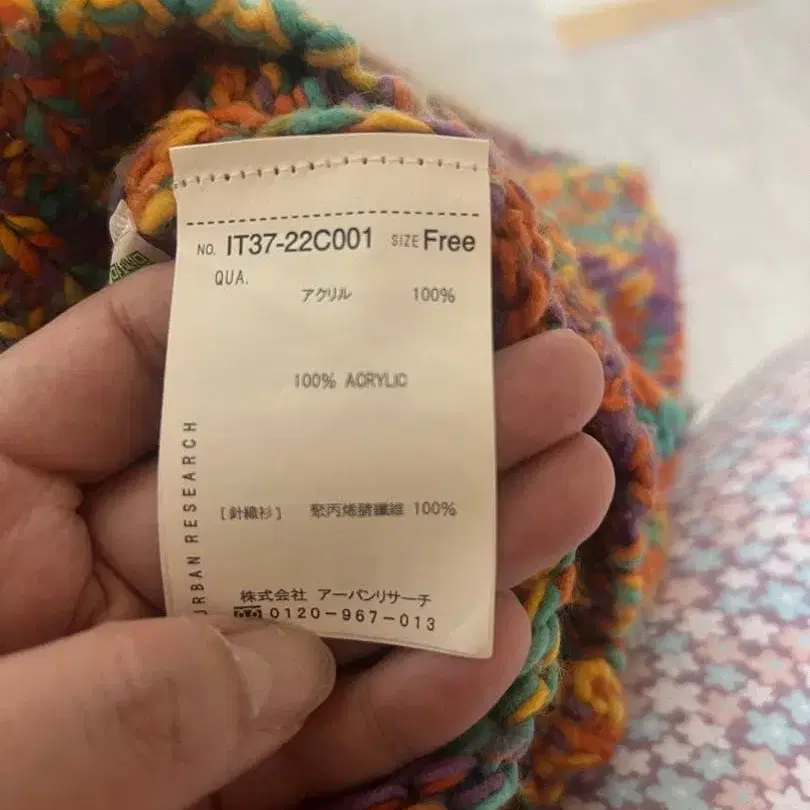 NO. IT37-22C001 SIZE Free
QUA.
アクリル 100%
100% ACRYLIC
[針織衫] 聚丙烯腈纖維 100%
URBAN RESEARCH
株式会社 アーバンリサーチ
0120-967-013